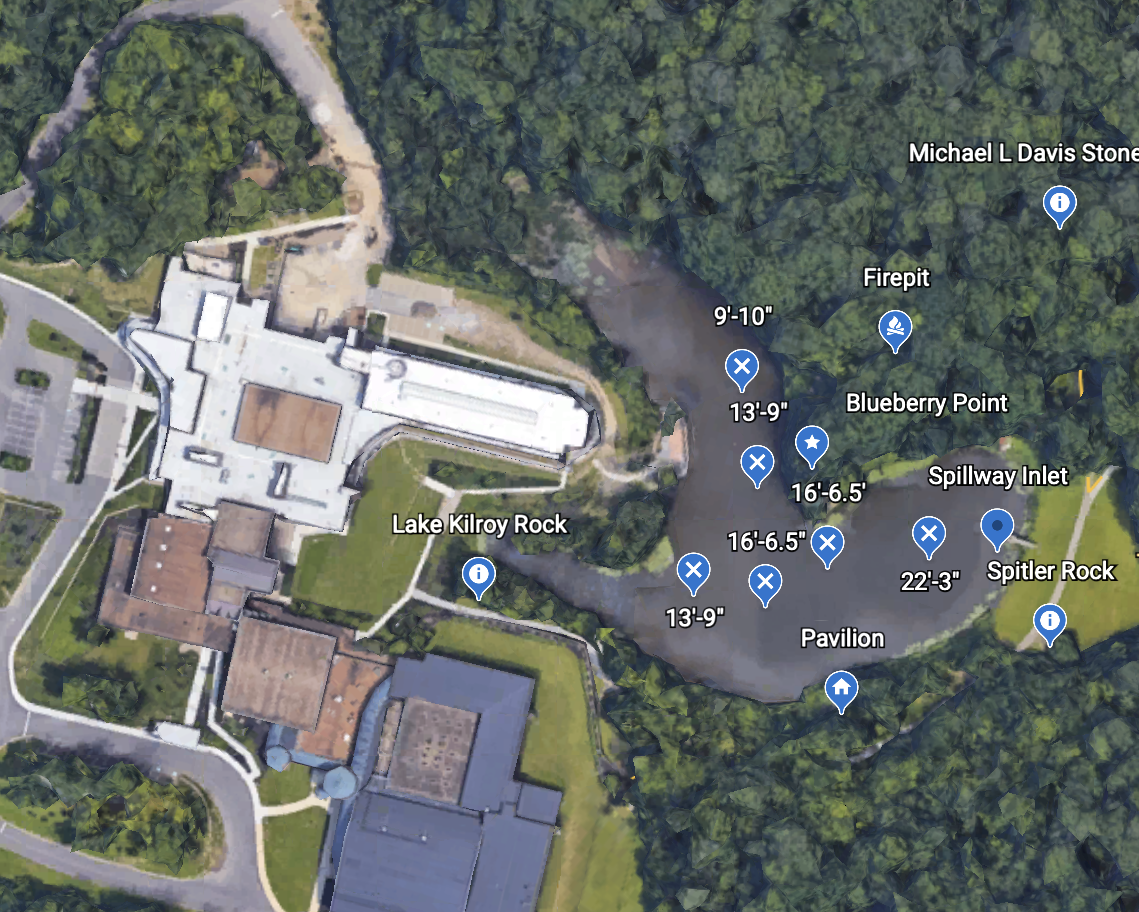 Michael L Davis Stone
Firepit
9'-10"
Blueberry Point
13'-9"
Spillway Inlet
16'-6.5'
Lake Kilroy Rock
16'-6.5"
Spitler Rock
22'-3"
13'-9"
Pavilion